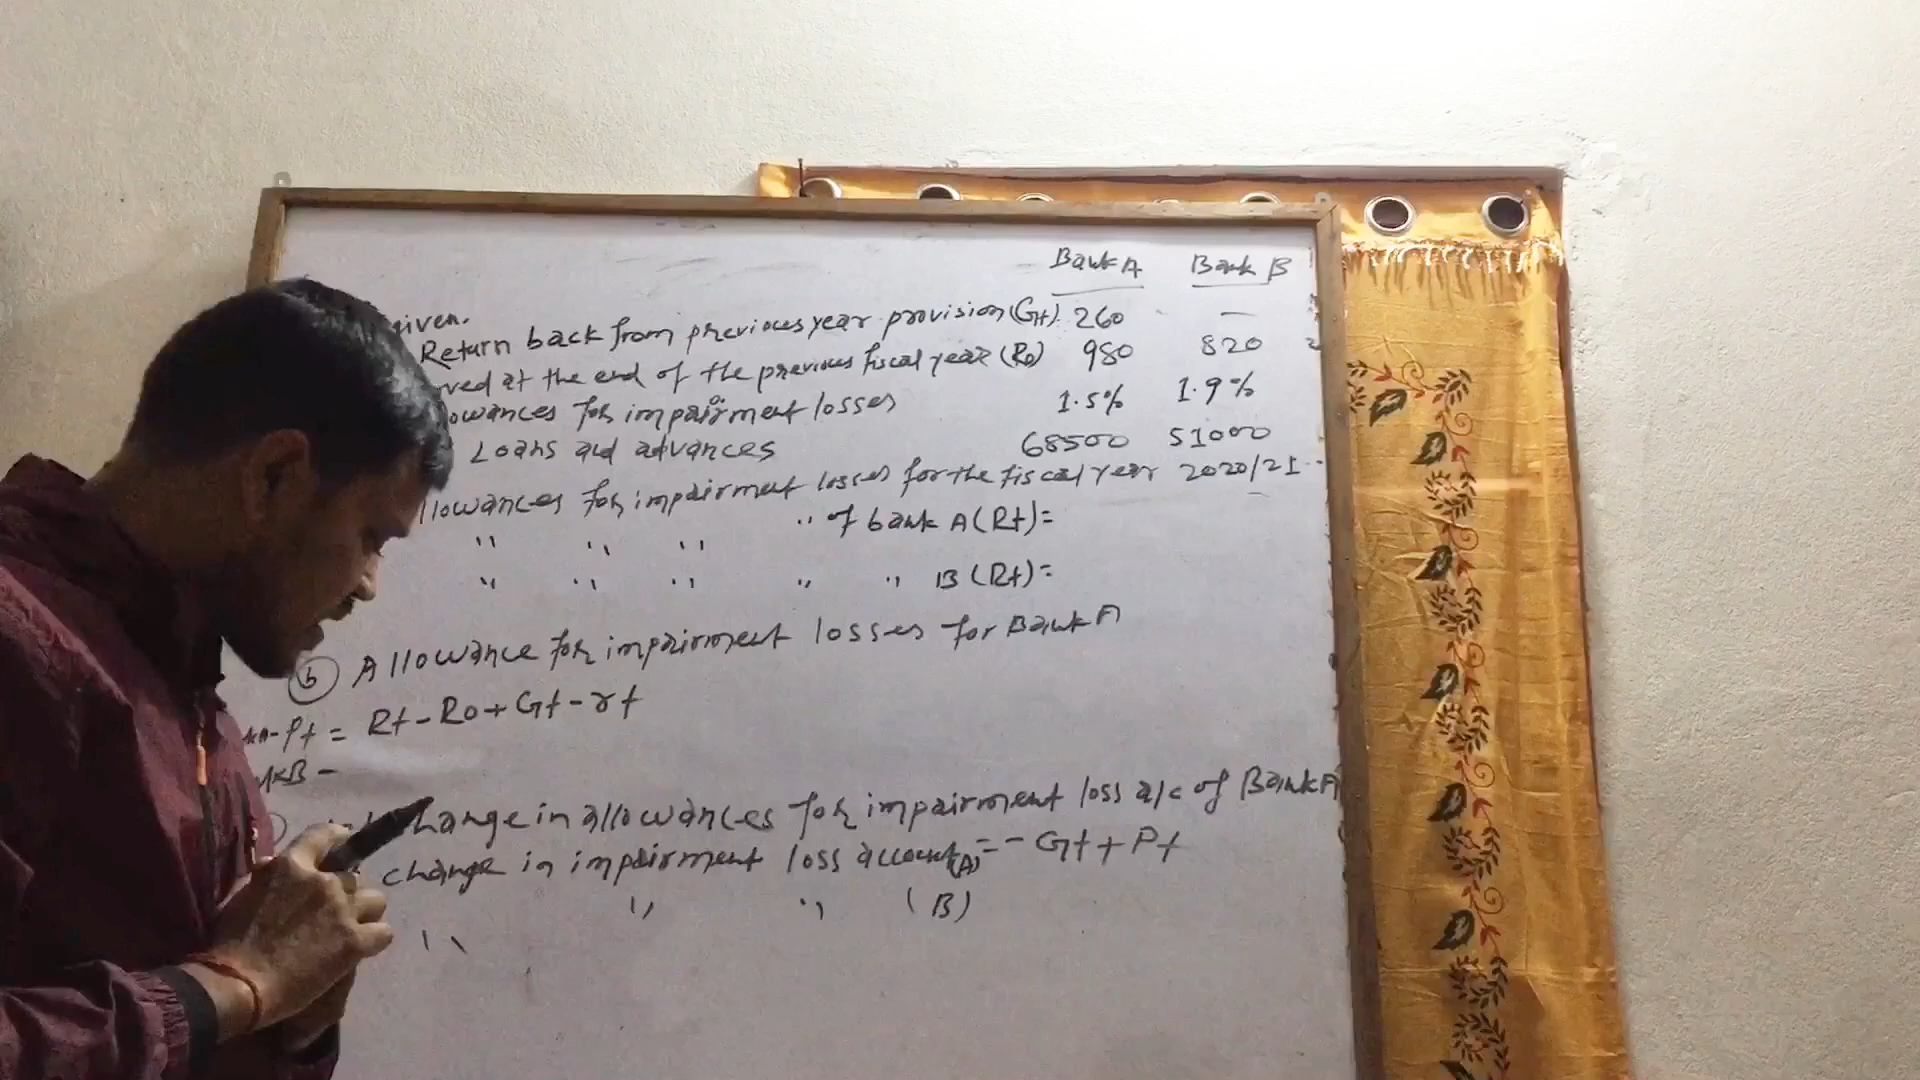 Bank A Bank B
given.
Return back from previous year provision (Gt) 260 —
ved at the end of the previous fiscal year (Ro) 980 820
owances for impairment losses 1.5% 1.9%
Loans and advances 68500 51000
llowances for impairment losses for the fiscal year 2020/21
" " " " of bank A (Rt) =
" " " " " B (Rt) =
(b) Allowance for impairment losses for Bank A
Pt = Rt - Ro + Gt - rt
kB -
change in allowances for impairment loss a/c of Bank A
change in impairment loss account (A) = - Gt + Pt
" " " (B)